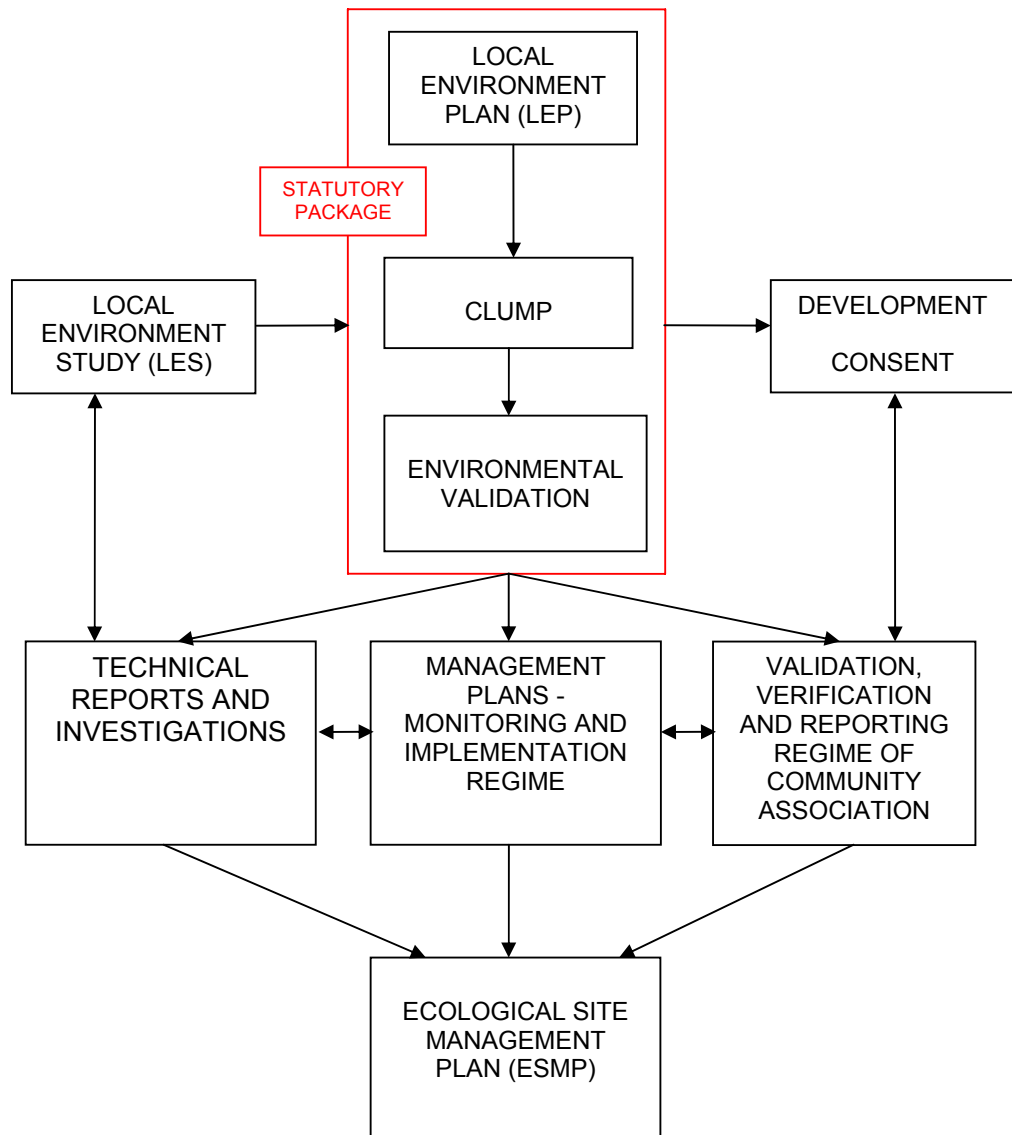 LOCAL
ENVIRONMENT
PLAN (LEP)
STATUTORY
PACKAGE
LOCAL
ENVIRONMENT
STUDY (LES)
CLUMP
DEVELOPMENT
CONSENT
ENVIRONMENTAL
VALIDATION
TECHNICAL
REPORTS AND
INVESTIGATIONS
MANAGEMENT
PLANS -
MONITORING AND
IMPLEMENTATION
REGIME
VALIDATION,
VERIFICATION
AND REPORTING
REGIME OF
COMMUNITY
ASSOCIATION
ECOLOGICAL SITE
MANAGEMENT
PLAN (ESMP)